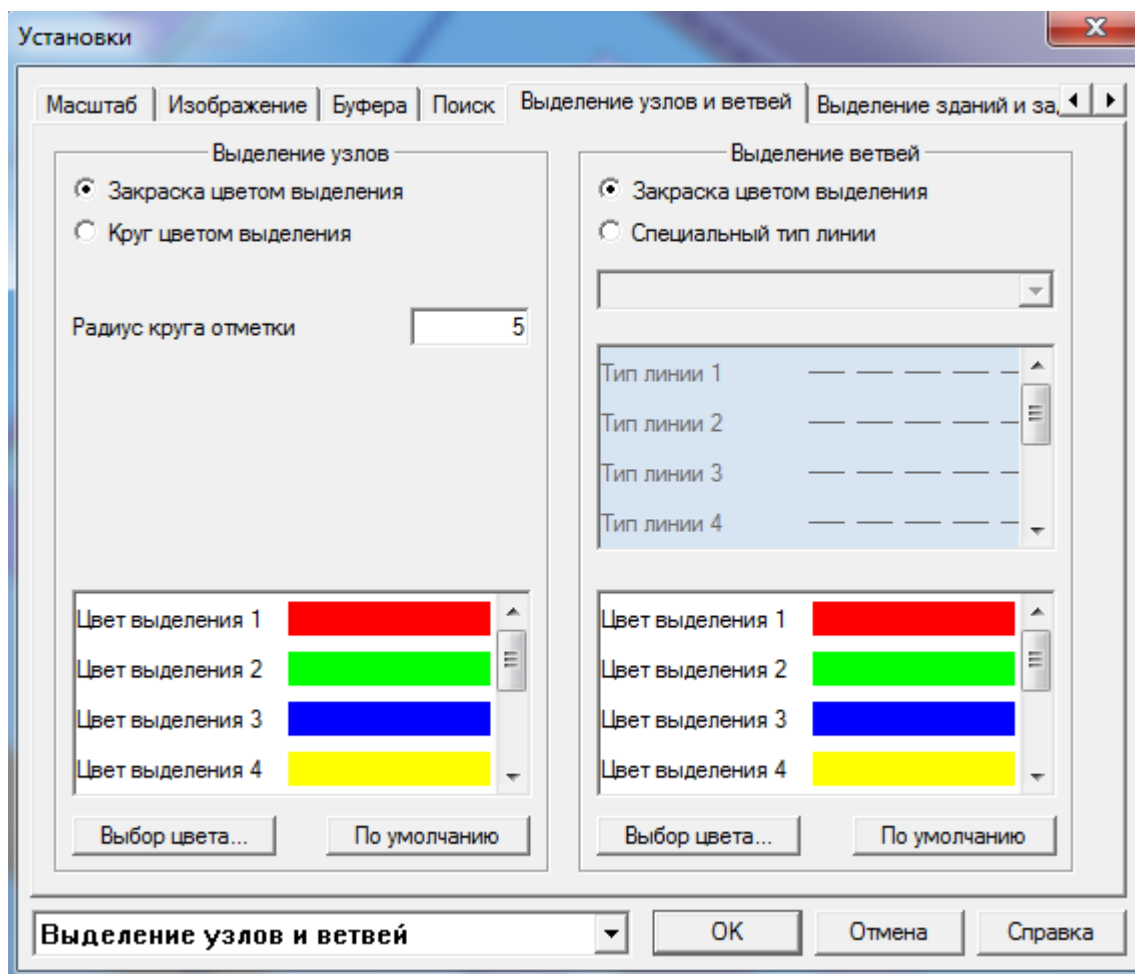 Установки
Масштаб
Изображение
Буфера
Поиск
Выделение узлов и ветвей
Выделение зданий и за
Выделение узлов
Закраска цветом выделения
Круг цветом выделения
Радиус круга отметки 5
Цвет выделения 1
Цвет выделения 2
Цвет выделения 3
Цвет выделения 4
Выбор цвета...
По умолчанию
Выделение ветвей
Закраска цветом выделения
Специальный тип линии
Тип линии 1
Тип линии 2
Тип линии 3
Тип линии 4
Цвет выделения 1
Цвет выделения 2
Цвет выделения 3
Цвет выделения 4
Выбор цвета...
По умолчанию
Выделение узлов и ветвей
OK
Отмена
Справка